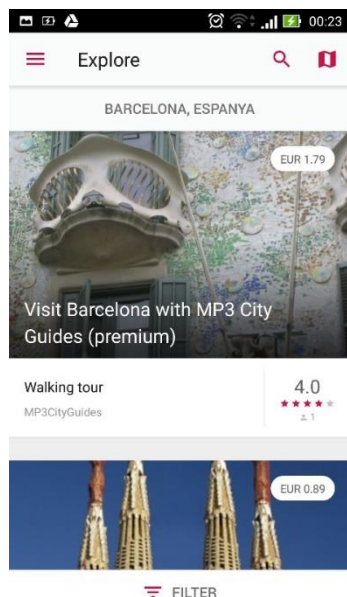 00:23
Explore
BARCELONA, ESPANYA
EUR 1.79
Visit Barcelona with MP3 City
Guides (premium)
Walking tour
4.0
MP3CityGuides
1
EUR 0.89
FILTER